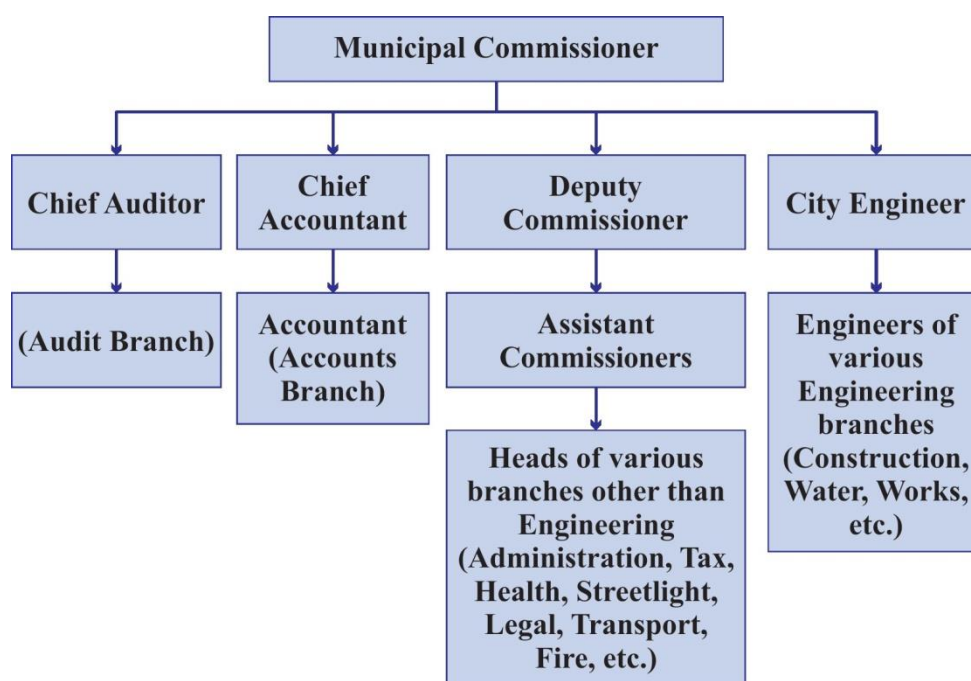 Municipal Commissioner
Chief Auditor
Chief
Accountant
Deputy
Commissioner
City Engineer
(Audit Branch)
Accountant
(Accounts
Branch)
Assistant
Commissioners
Engineers of
various
Engineering
branches
(Construction,
Water, Works,
etc.)
Heads of various
branches other than
Engineering
(Administration, Tax,
Health, Streetlight,
Legal, Transport,
Fire, etc.)